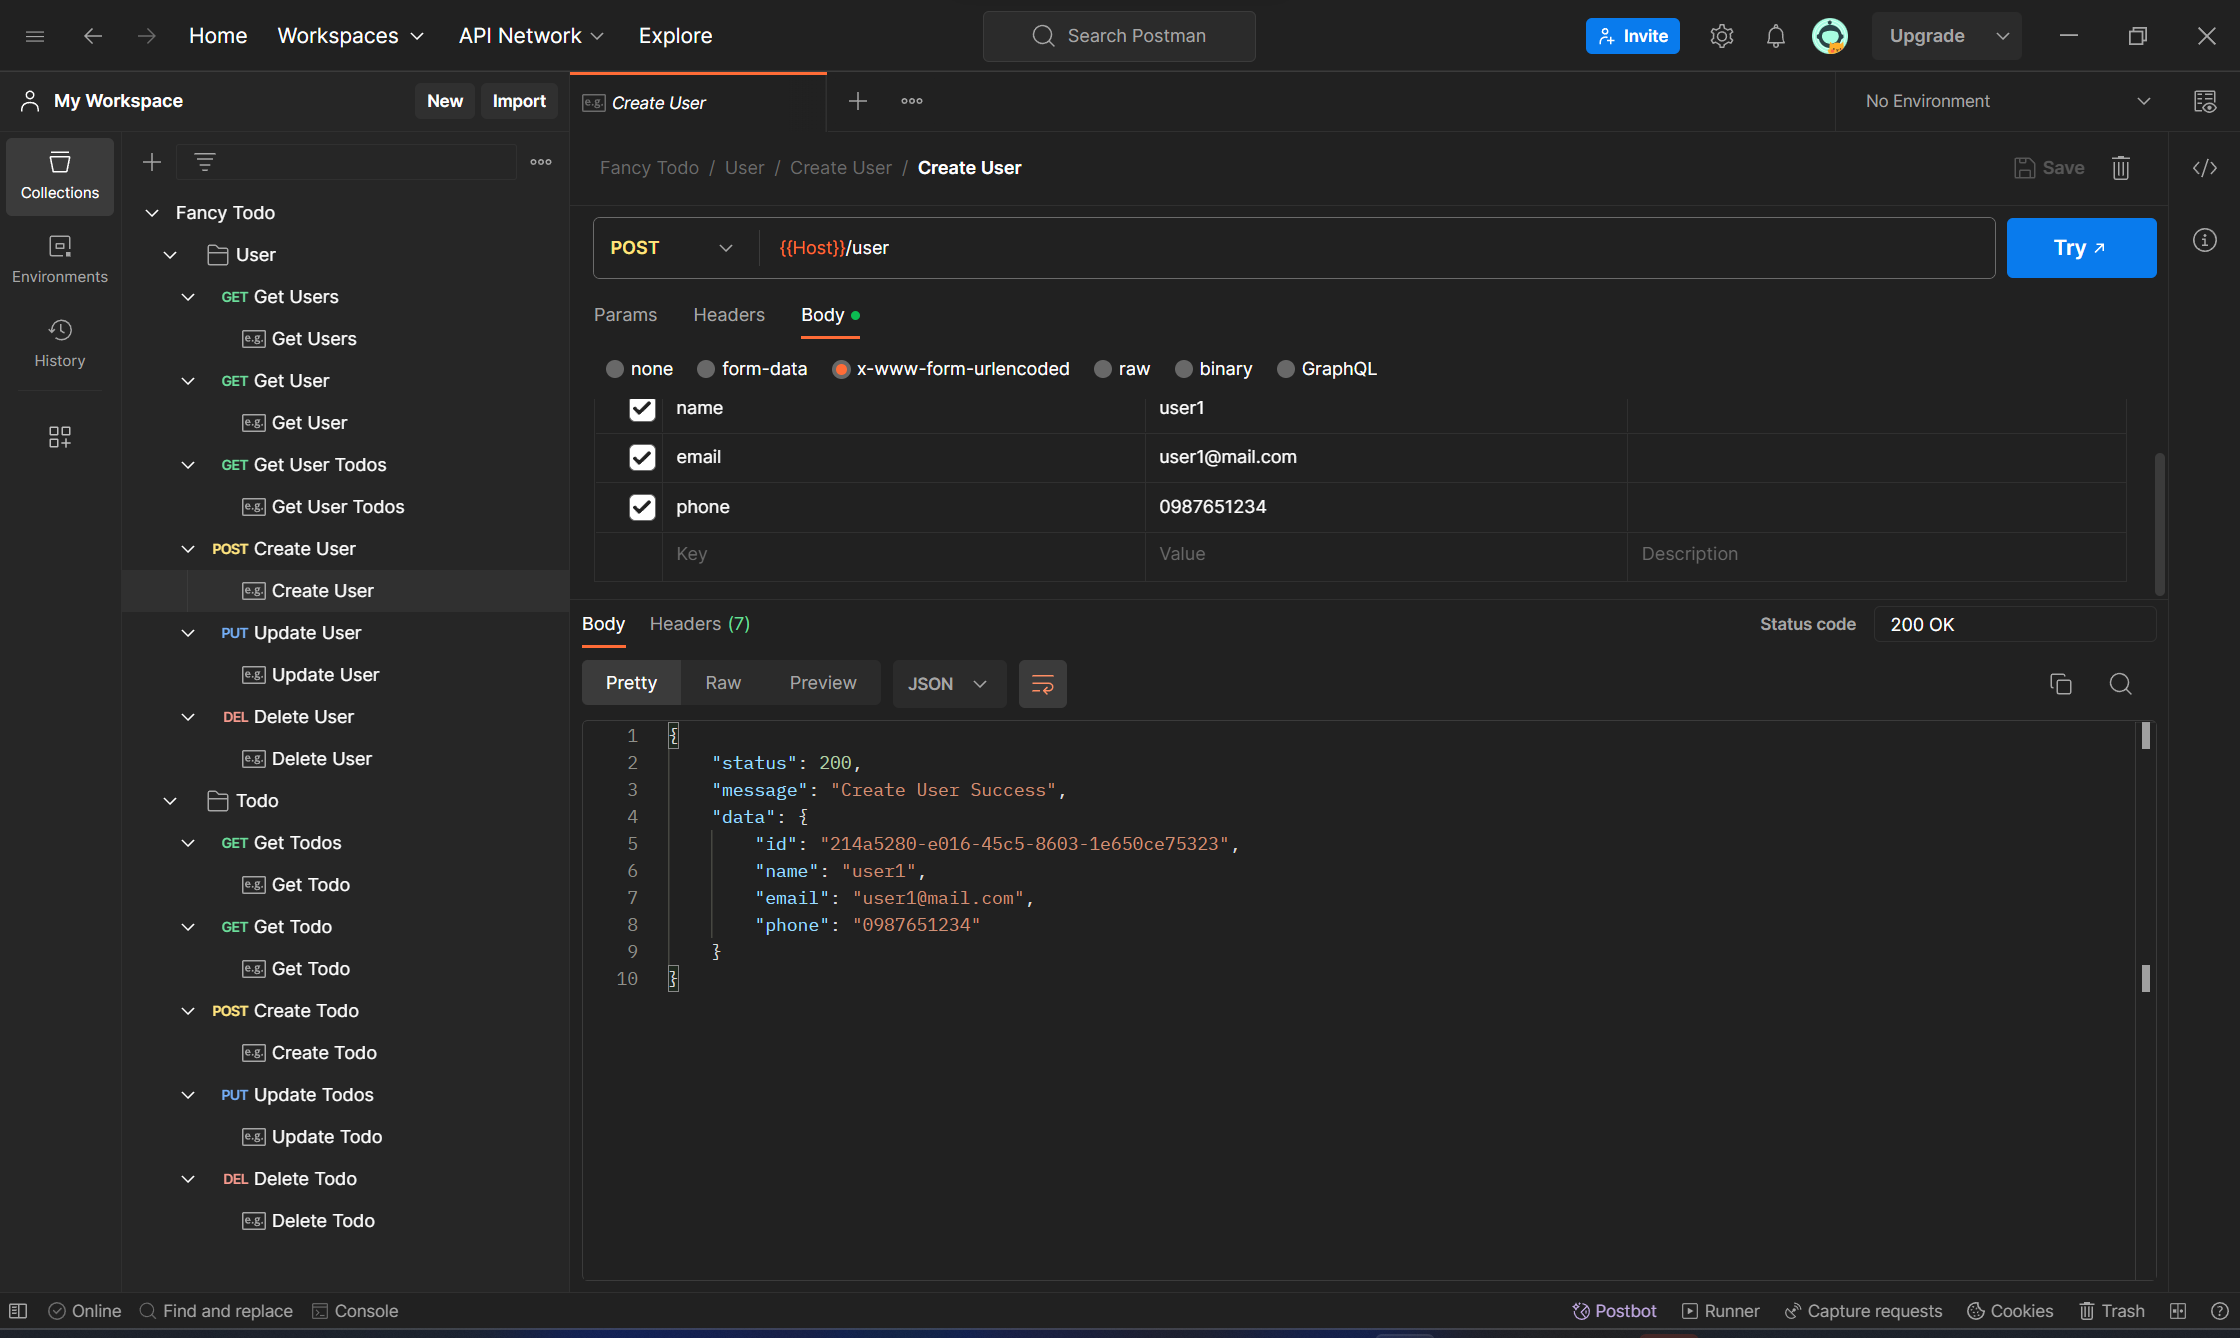 Home Workspaces API Network Explore Search Postman Invite Upgrade
My Workspace New Import
e.g. Create User No Environment
Collections
Environments
History
Fancy Todo
User
GET Get Users
e.g. Get Users
GET Get User
e.g. Get User
GET Get User Todos
e.g. Get User Todos
POST Create User
e.g. Create User
PUT Update User
e.g. Update User
DEL Delete User
e.g. Delete User
Todo
GET Get Todos
e.g. Get Todo
GET Get Todo
e.g. Get Todo
POST Create Todo
e.g. Create Todo
PUT Update Todos
e.g. Update Todo
DEL Delete Todo
e.g. Delete Todo
Fancy Todo / User / Create User / Create User Save
POST {{Host}}/user Try
Params Headers Body
none form-data x-www-form-urlencoded raw binary GraphQL
name user1
email user1@mail.com
phone 0987651234
Key Value Description
Body Headers (7) Status code 200 OK
Pretty Raw Preview JSON
1 {
2 "status": 200,
3 "message": "Create User Success",
4 "data": {
5 "id": "214a5280-e016-45c5-8603-1e650ce75323",
6 "name": "user1",
7 "email": "user1@mail.com",
8 "phone": "0987651234"
9 }
10 }
Online Find and replace Console Postbot Runner Capture requests Cookies Trash